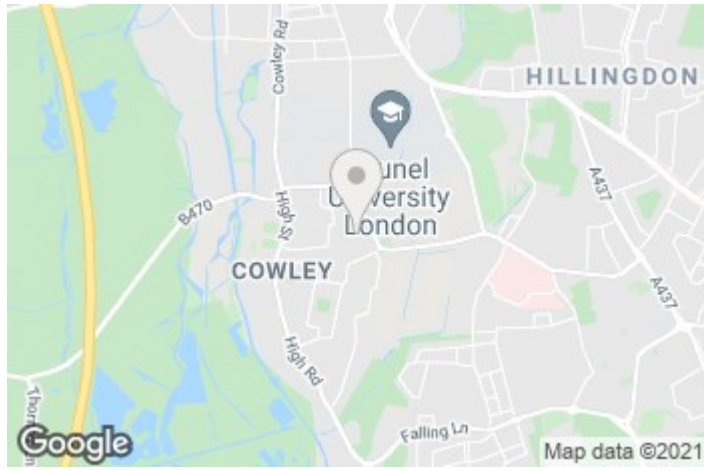 Cowley Rd
HILLINGDON
unel
University
London
A437
B470
High St
COWLEY
A437
High Rd
Falling Ln
Google
Map data ©2021